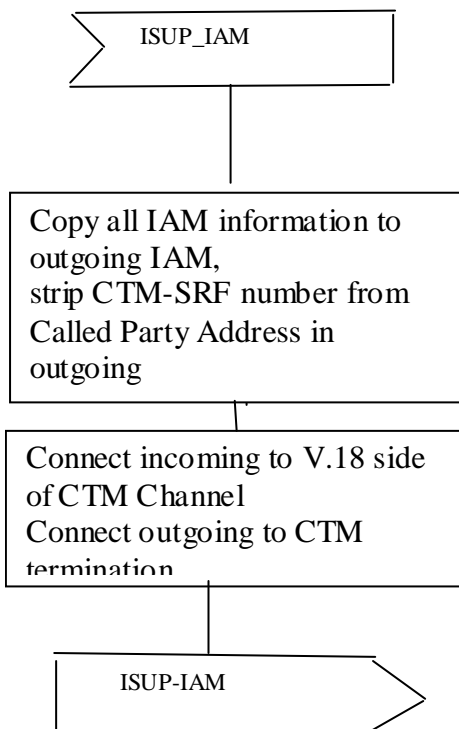 ISUP_IAM
Copy all IAM information to
outgoing IAM,
strip CTM-SRF number from
Called Party Address in
outgoing
Connect incoming to V.18 side
of CTM Channel
Connect outgoing to CTM
termination
ISUP-IAM